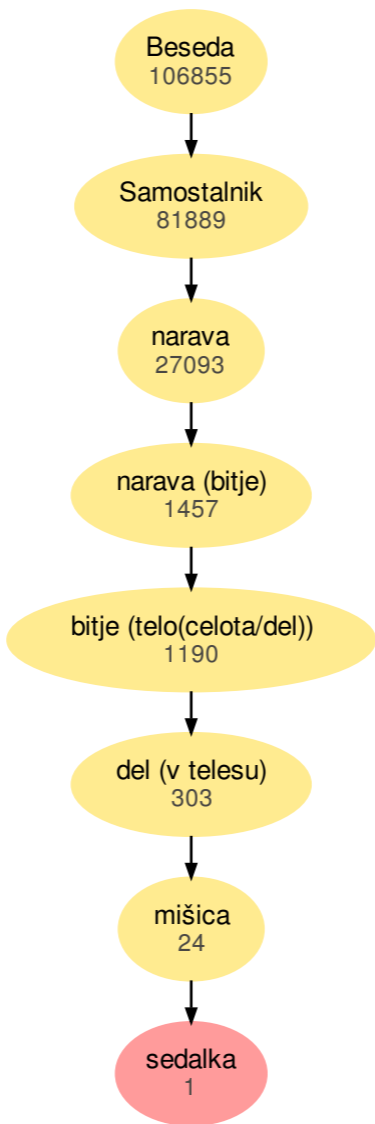 Beseda
106855
Samostalnik
81889
narava
27093
narava (bitje)
1457
bitje (telo(celota/del))
1190
del (v telesu)
303
mišica
24
sedalka
1